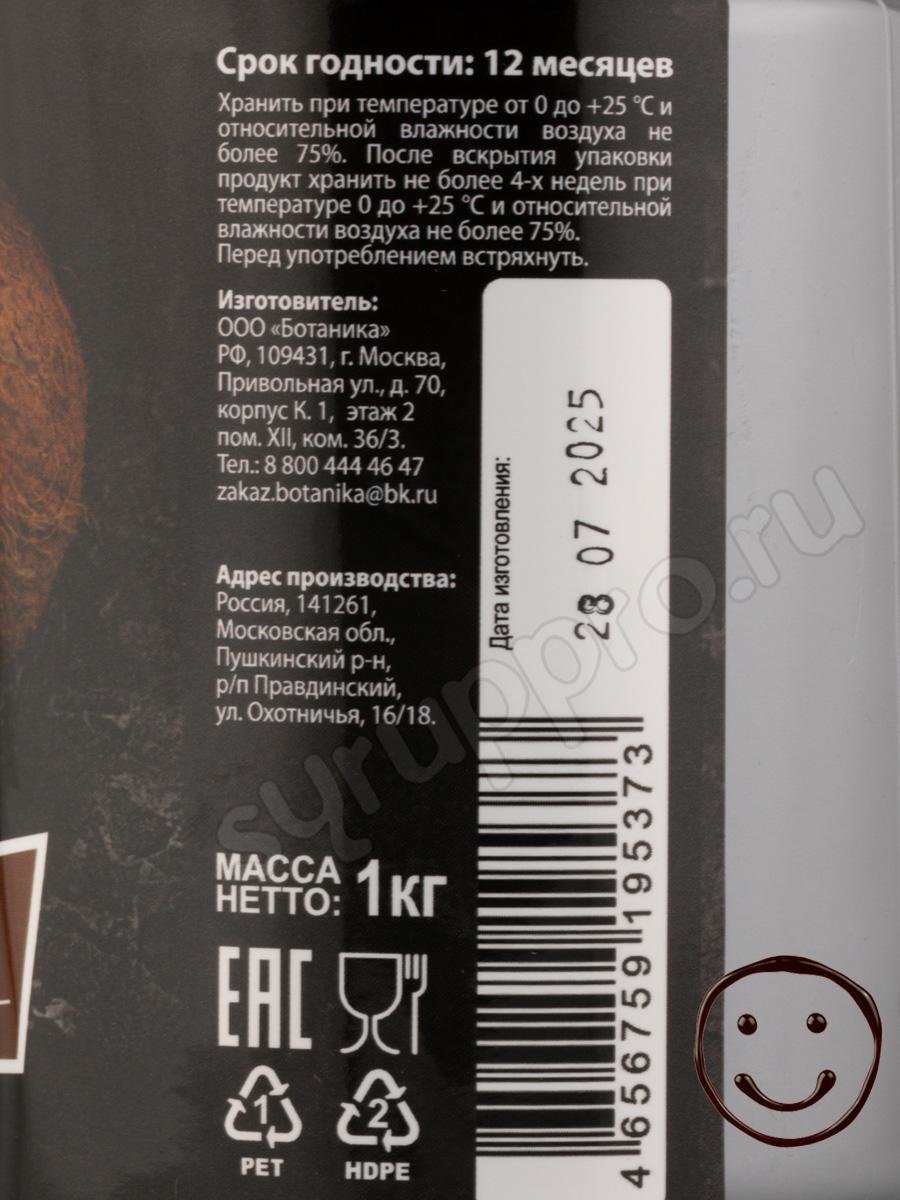 Срок годности: 12 месяцев
Хранить при температуре от 0 до +25 °С и
относительной влажности воздуха не
более 75%. После вскрытия упаковки
продукт хранить не более 4-х недель при
температуре 0 до +25 °С и относительной
влажности воздуха не более 75%.
Перед употреблением встряхнуть.
Изготовитель:
ООО «Ботаника»
РФ, 109431, г. Москва,
Привольная ул., д. 70,
корпус К. 1, этаж 2
пом. XII, ком. 36/3.
Тел.: 8 800 444 46 47
zakaz.botanika@bk.ru
Адрес производства:
Россия, 141261,
Московская обл.,
Пушкинский р-н,
р/п Правдинский,
ул. Охотничья, 16/18.
МАССА
НЕТТО: 1кг
EAC
1
PET
2
HDPE
Дата изготовления:
28 07 2025
4 656759 195373
syruppro.ru